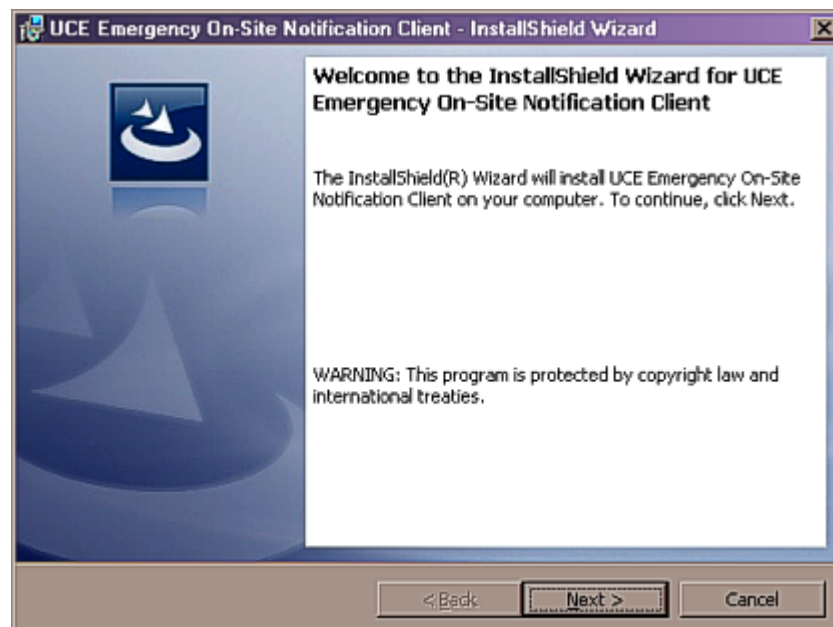 UCE Emergency On-Site Notification Client - InstallShield Wizard
Welcome to the InstallShield Wizard for UCE
Emergency On-Site Notification Client
The InstallShield(R) Wizard will install UCE Emergency On-Site
Notification Client on your computer. To continue, click Next.
WARNING: This program is protected by copyright law and
international treaties.
< Back
Next >
Cancel